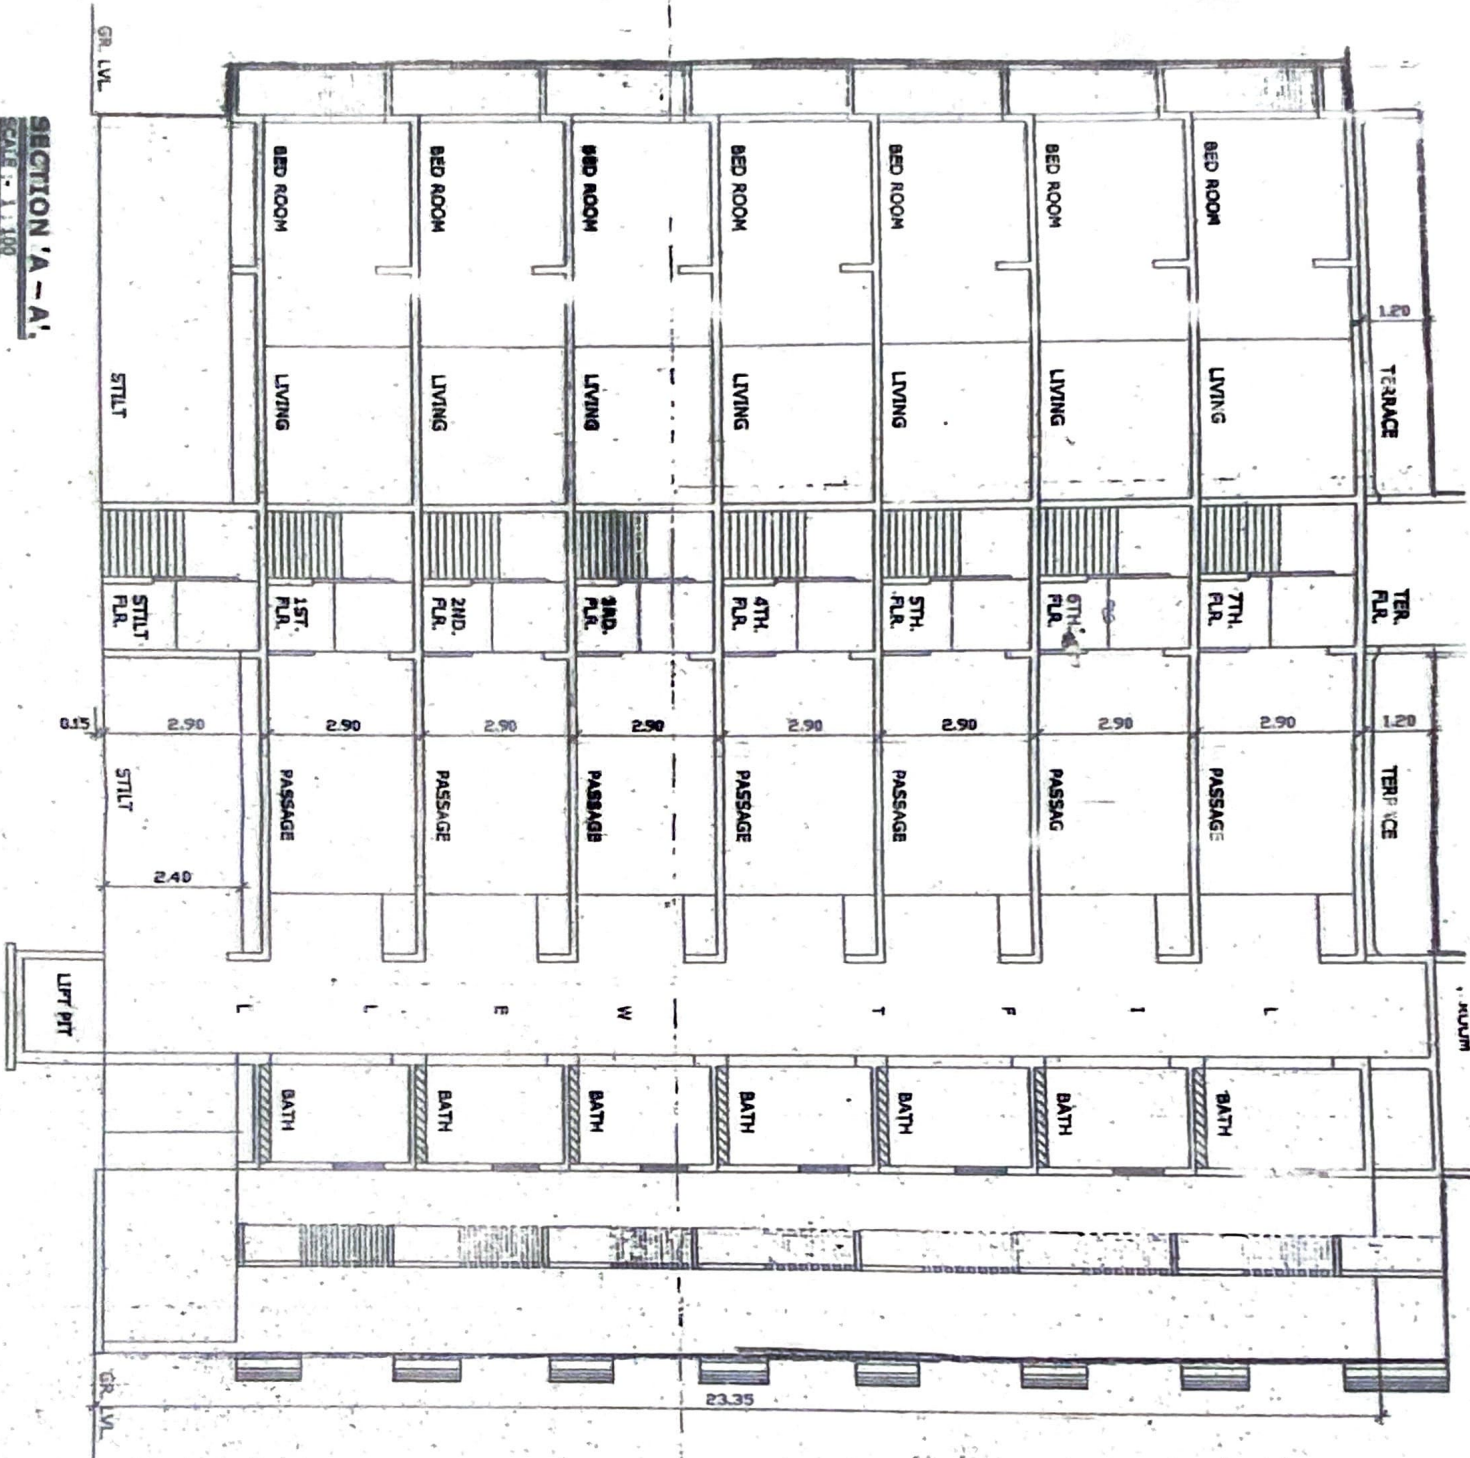 1.20
TERRACE
TER.
FLR.
1.20
BED ROOM
LIVING
7TH.
FLR.
2.90
PASSAGE
BATH
BED ROOM
LIVING
6TH.
FLR.
2.90
PASSAG
BATH
BED ROOM
LIVING
5TH.
FLR.
2.90
PASSAGE
BATH
BED ROOM
LIVING
4TH.
FLR.
2.90
PASSAGE
BATH
BED ROOM
LIVING
3RD.
FLR.
2.90
PASSAGE
BATH
BED ROOM
LIVING
2ND.
FLR.
2.90
PASSAGE
BATH
BED ROOM
LIVING
1ST.
FLR.
2.90
PASSAGE
BATH
L I F T W E L L
23.35
STILT
STILT
FLR.
2.90
STILT
2.40
0.15
GR. LVL
LIFT PIT
GR. LVL
SECTION 'A – A'.
SCALE :- 1 : 100